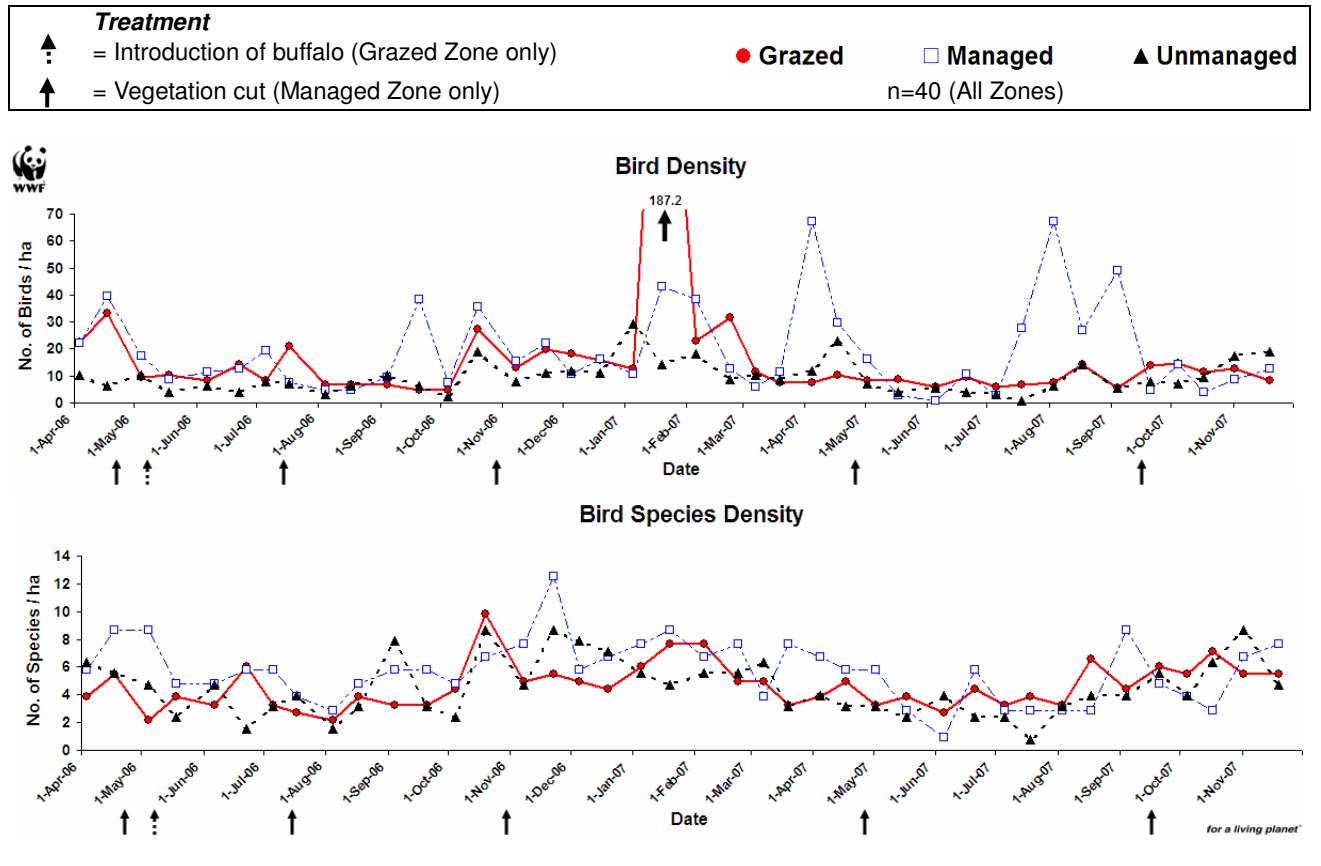 Treatment
= Introduction of buffalo (Grazed Zone only)
= Vegetation cut (Managed Zone only)
Grazed Managed Unmanaged
n=40 (All Zones)
WWF
Bird Density
187.2
No. of Birds / ha
70
60
50
40
30
20
10
0
1-Apr-06 1-May-06 1-Jun-06 1-Jul-06 1-Aug-06 1-Sep-06 1-Oct-06 1-Nov-06 1-Dec-06 1-Jan-07 1-Feb-07 1-Mar-07 1-Apr-07 1-May-07 1-Jun-07 1-Jul-07 1-Aug-07 1-Sep-07 1-Oct-07 1-Nov-07
Date
Bird Species Density
No. of Species / ha
14
12
10
8
6
4
2
0
1-Apr-06 1-May-06 1-Jun-06 1-Jul-06 1-Aug-06 1-Sep-06 1-Oct-06 1-Nov-06 1-Dec-06 1-Jan-07 1-Feb-07 1-Mar-07 1-Apr-07 1-May-07 1-Jun-07 1-Jul-07 1-Aug-07 1-Sep-07 1-Oct-07 1-Nov-07
Date
for a living planet®